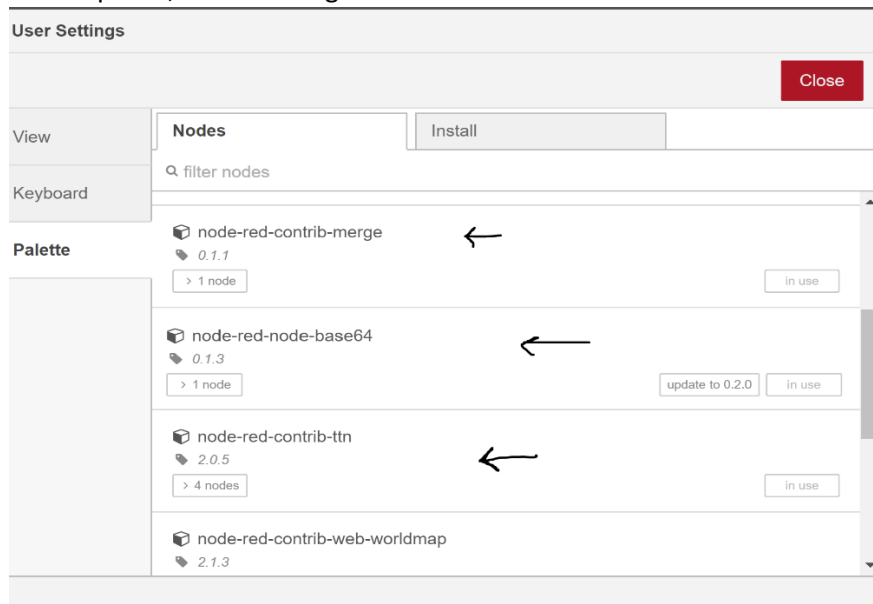 User Settings
Close
View
Keyboard
Palette
Nodes
Install
filter nodes
node-red-contrib-merge
0.1.1
> 1 node
in use
node-red-node-base64
0.1.3
> 1 node
update to 0.2.0
in use
node-red-contrib-ttn
2.0.5
> 4 nodes
in use
node-red-contrib-web-worldmap
2.1.3